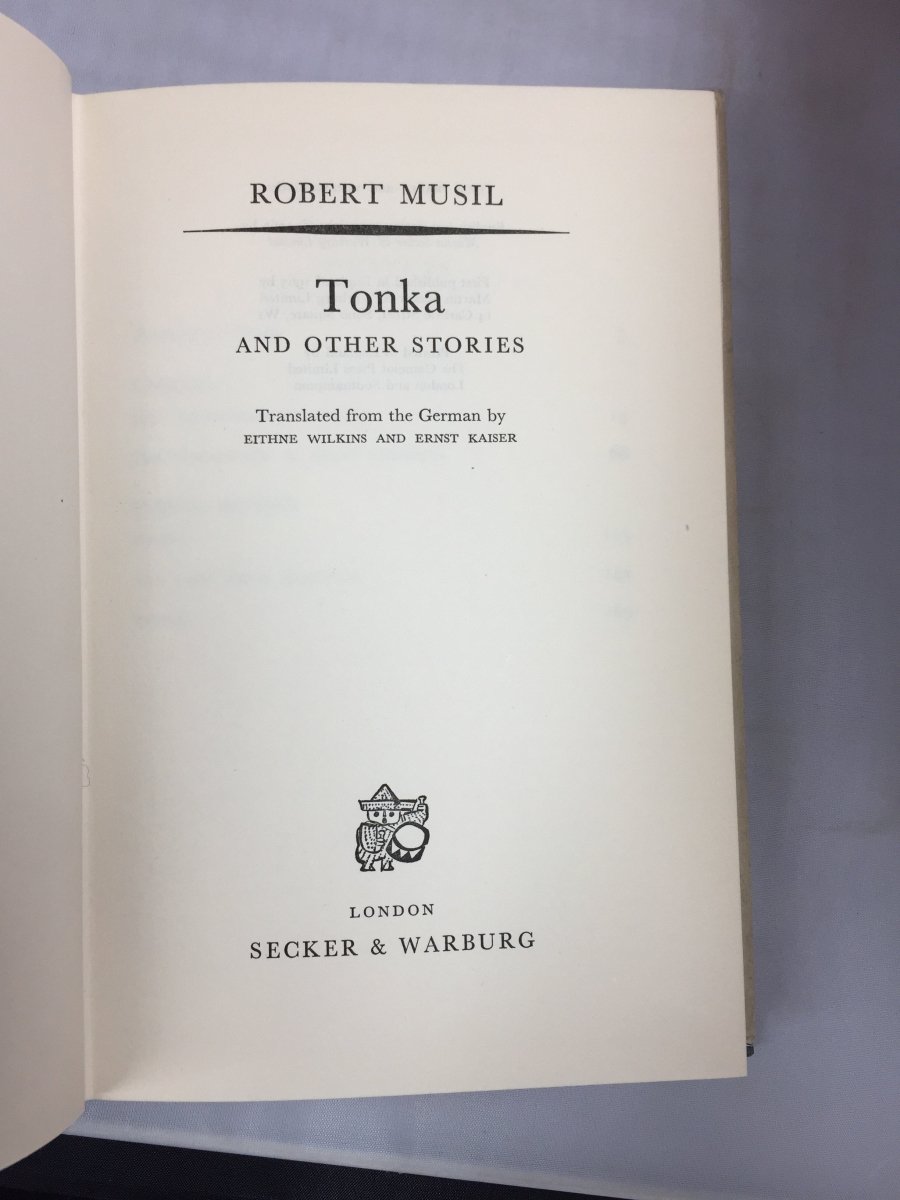 ROBERT MUSIL
Tonka
AND OTHER STORIES
Translated from the German by
EITHNE WILKINS AND ERNST KAISER
LONDON
SECKER & WARBURG